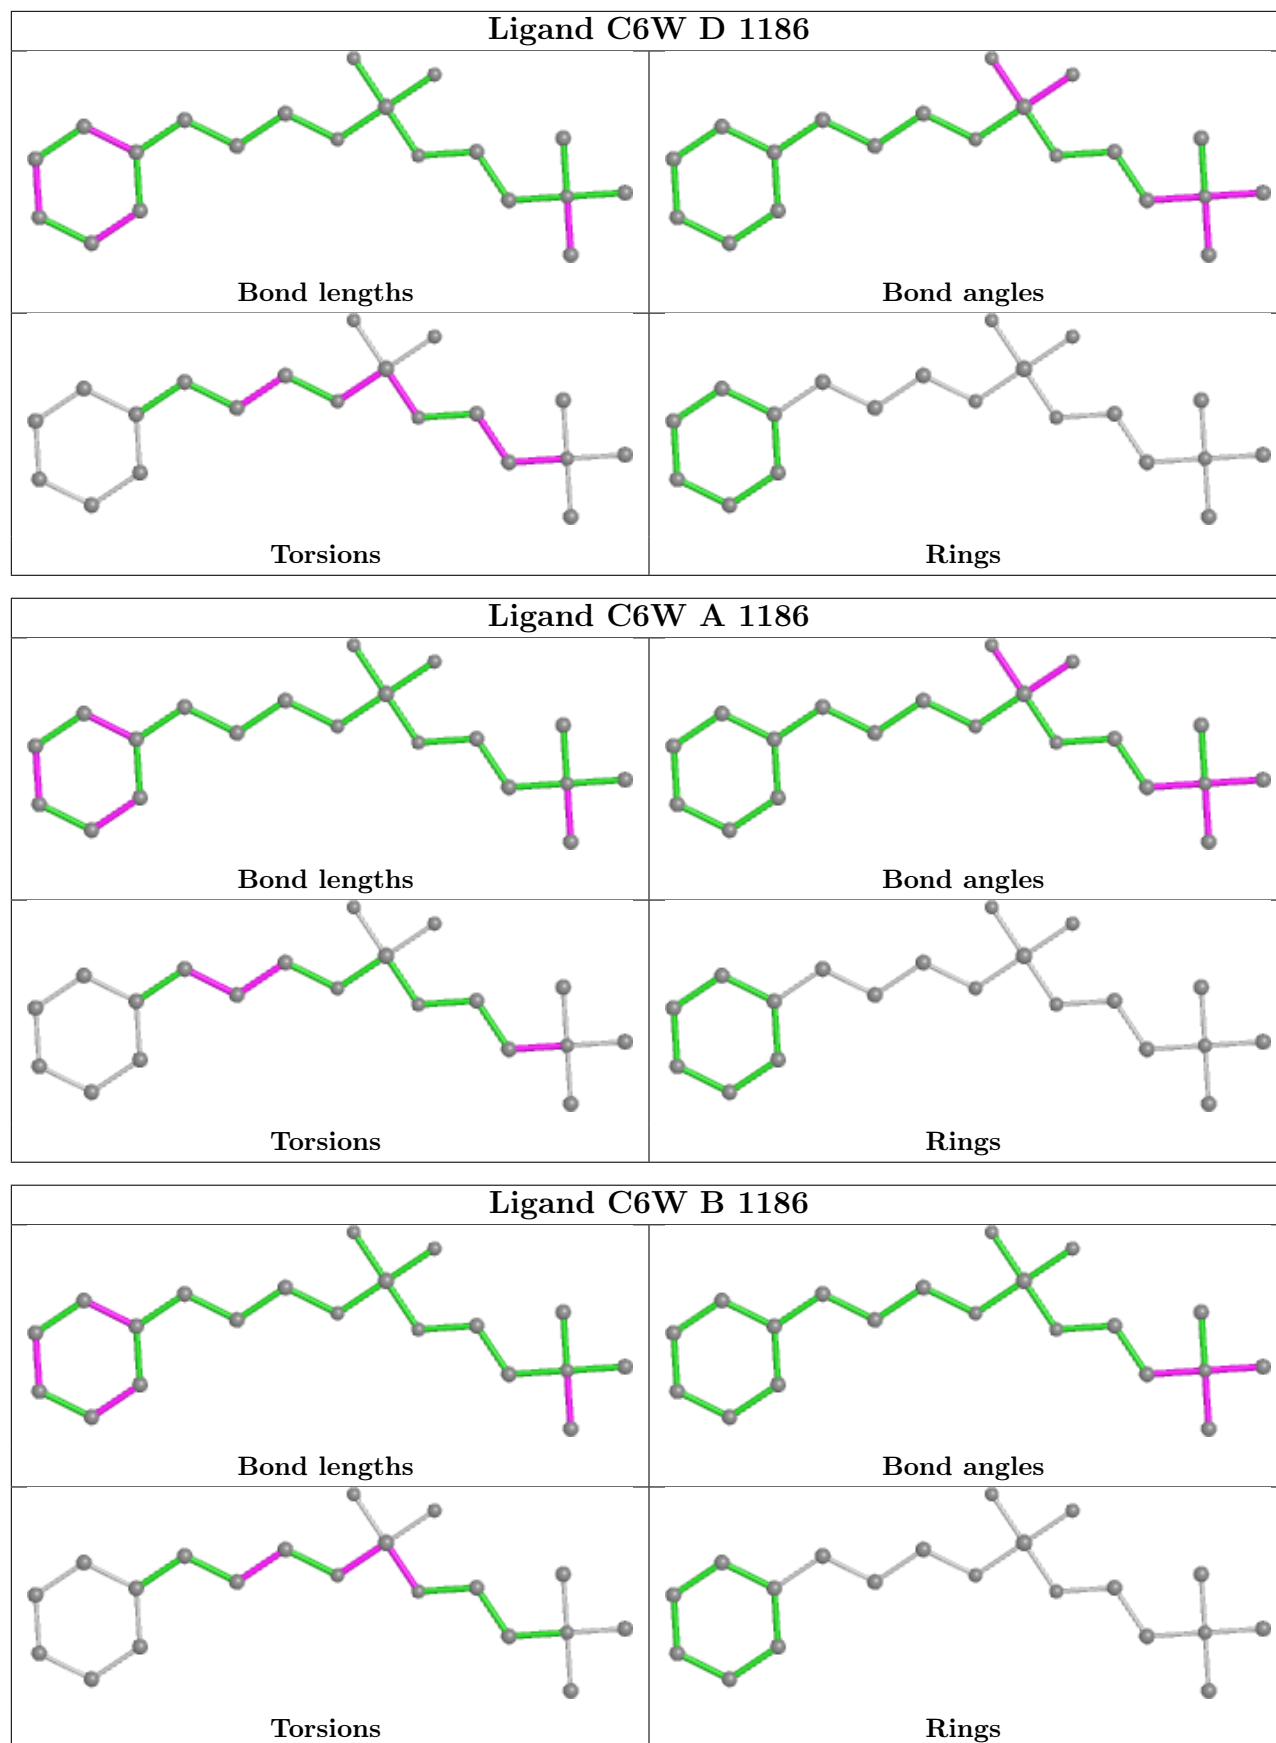 Ligand C6W D 1186
Bond lengths
Bond angles
Torsions
Rings
Ligand C6W A 1186
Bond lengths
Bond angles
Torsions
Rings
Ligand C6W B 1186
Bond lengths
Bond angles
Torsions
Rings